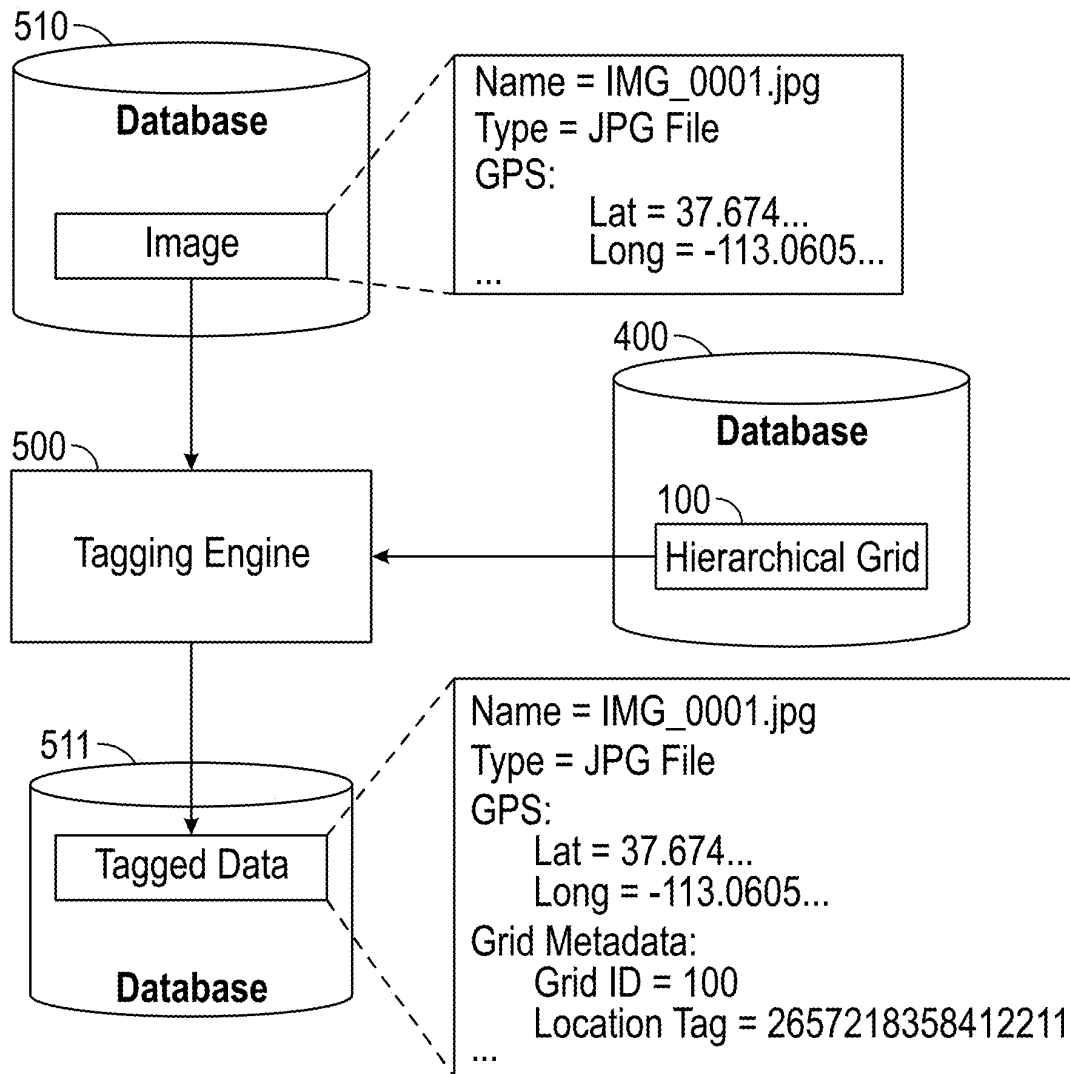 510
Database
Image
Name = IMG_0001.jpg
Type = JPG File
GPS:
Lat = 37.674...
Long = -113.0605...
...
400
Database
100
Hierarchical Grid
500
Tagging Engine
511
Tagged Data
Database
Name = IMG_0001.jpg
Type = JPG File
GPS:
Lat = 37.674...
Long = -113.0605...
Grid Metadata:
Grid ID = 100
Location Tag = 2657218358412211
...